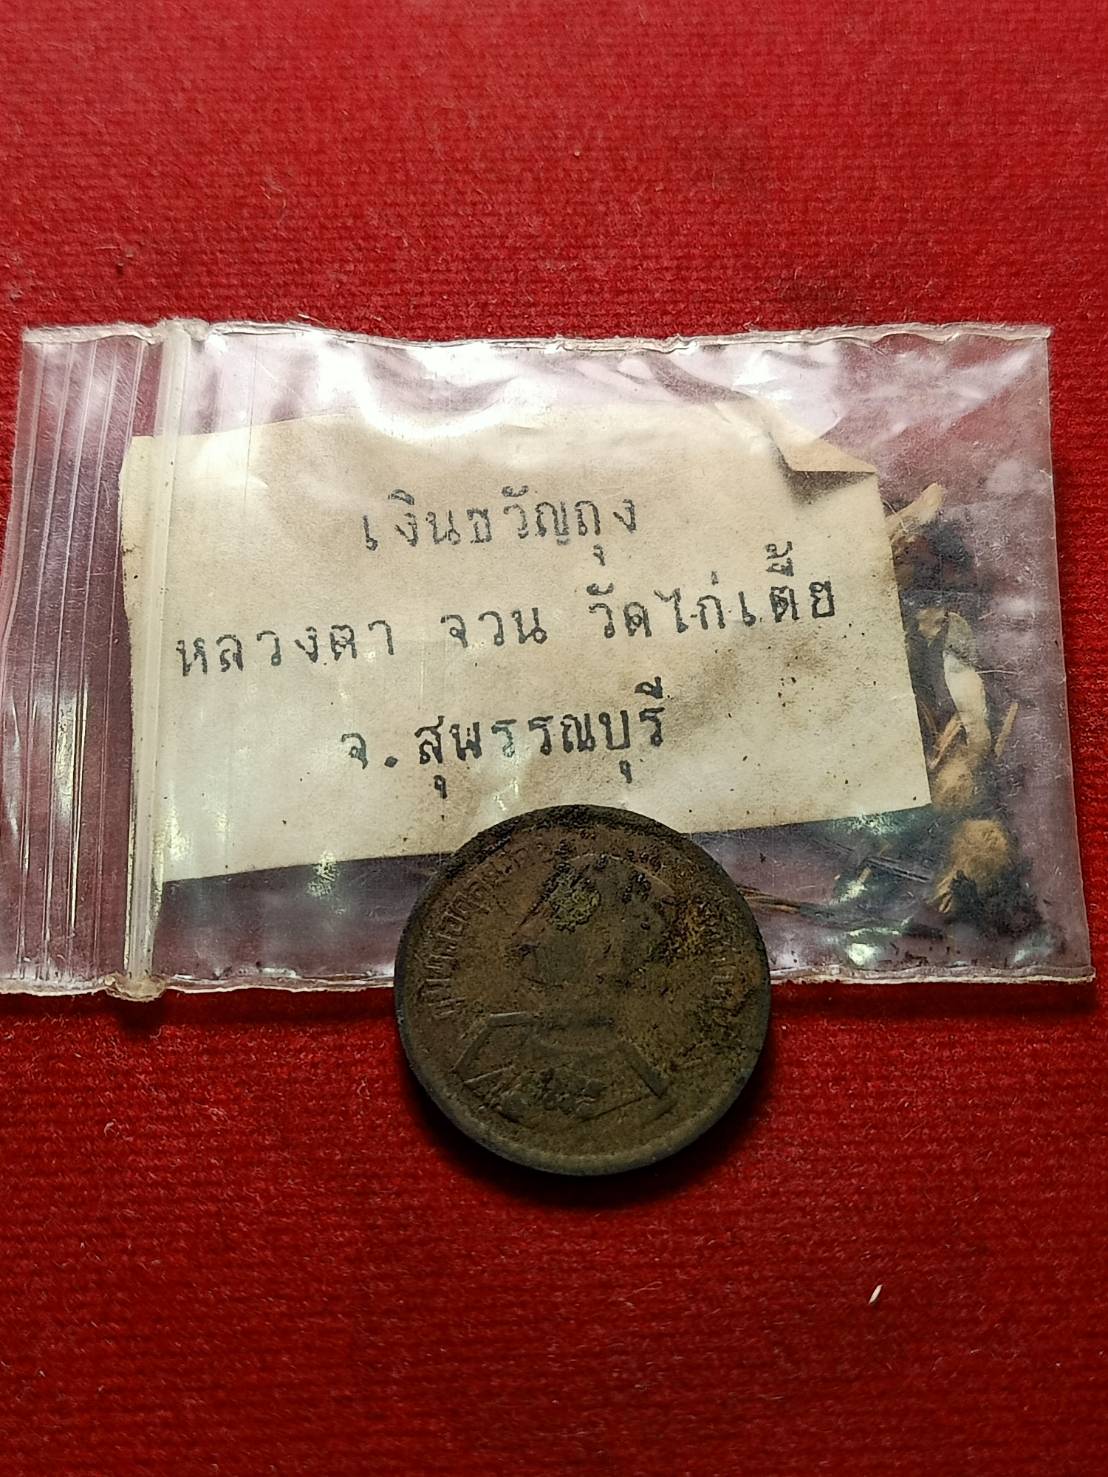 เงินขวัญถุง
หลวงตา จวน วัดไก่เตี้ย
จ.สุพรรณบุรี